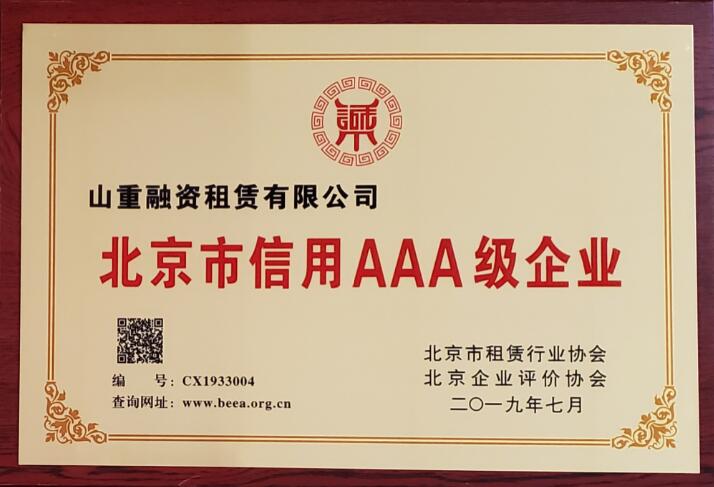 誠
山重融资租赁有限公司
北京市信用AAA级企业
编 号：CX1933004
查询网址：www.beea.org.cn
北京市租赁行业协会
北京企业评价协会
二〇一九年七月